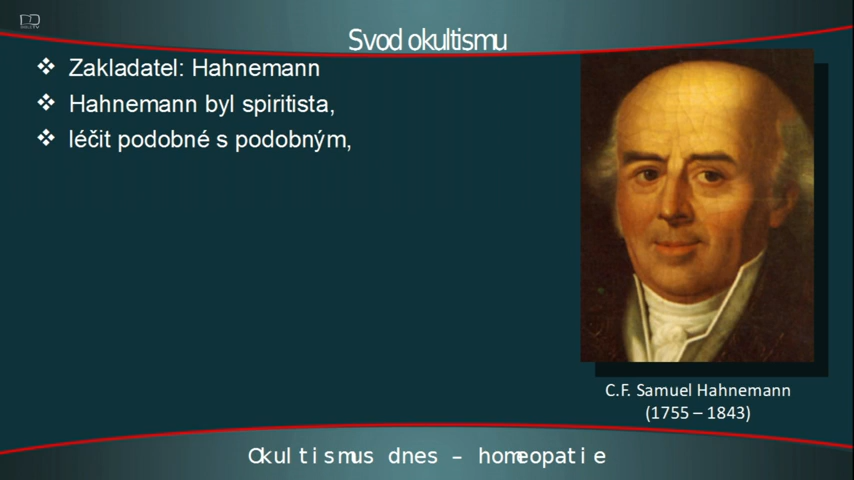 Svod okultismu
Zakladatel: Hahnemann
Hahnemann byl spiritista,
léčit podobné s podobným,
C.F. Samuel Hahnemann
(1755 – 1843)
Okultismus dnes – homeopatie